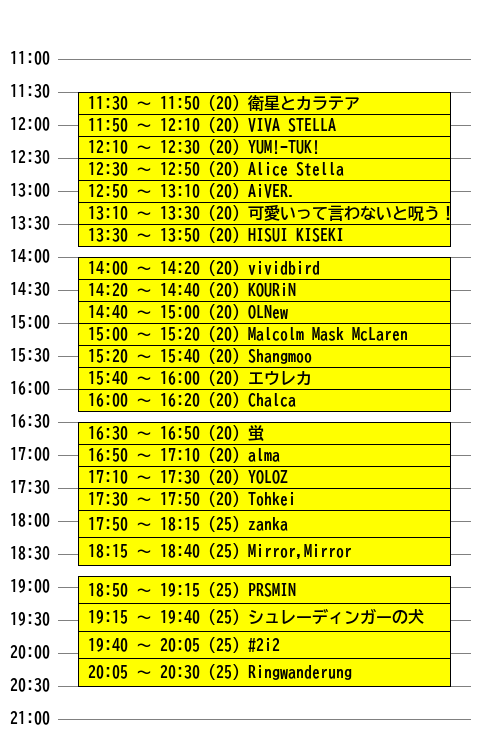 11:00
11:30
11:30 ～ 11:50 (20) 衛星とカラテア
12:00
11:50 ～ 12:10 (20) VIVA STELLA
12:10 ～ 12:30 (20) YUM!-TUK!
12:30
12:30 ～ 12:50 (20) Alice Stella
13:00
12:50 ～ 13:10 (20) AiVER.
13:10 ～ 13:30 (20) 可愛いって言わないと呪う！
13:30
13:30 ～ 13:50 (20) HISUI KISEKI
14:00
14:00 ～ 14:20 (20) vividbird
14:30
14:20 ～ 14:40 (20) KOURiN
14:40 ～ 15:00 (20) OLNew
15:00
15:00 ～ 15:20 (20) Malcolm Mask McLaren
15:30
15:20 ～ 15:40 (20) Shangmoo
15:40 ～ 16:00 (20) エウレカ
16:00
16:00 ～ 16:20 (20) Chalca
16:30
16:30 ～ 16:50 (20) 蛍
17:00
16:50 ～ 17:10 (20) alma
17:10 ～ 17:30 (20) YOLOZ
17:30
17:30 ～ 17:50 (20) Tohkei
18:00
17:50 ～ 18:15 (25) zanka
18:30
18:15 ～ 18:40 (25) Mirror,Mirror
19:00
18:50 ～ 19:15 (25) PRSMIN
19:30
19:15 ～ 19:40 (25) シュレーディンガーの犬
20:00
19:40 ～ 20:05 (25) #2i2
20:05 ～ 20:30 (25) Ringwanderung
20:30
21:00